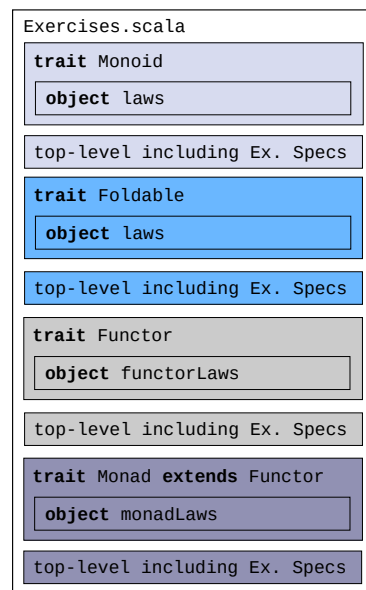 Exercises.scala
trait Monoid
object laws
top-level including Ex. Specs
trait Foldable
object laws
top-level including Ex. Specs
trait Functor
object functorLaws
top-level including Ex. Specs
trait Monad extends Functor
object monadLaws
top-level including Ex. Specs